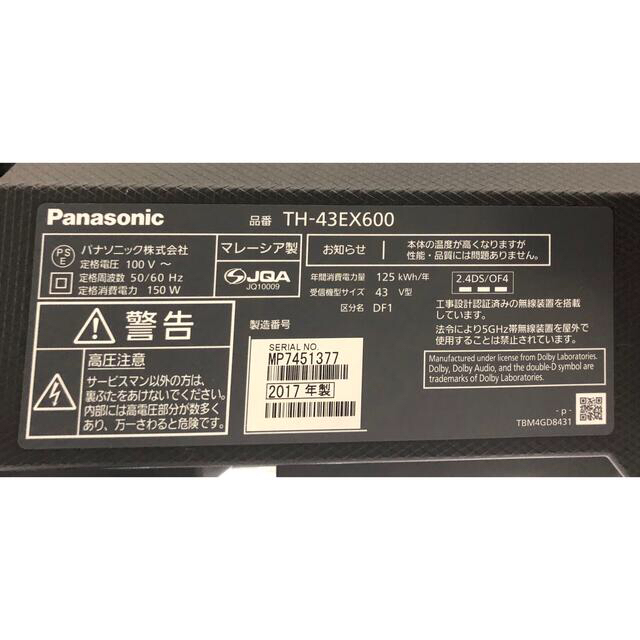 Panasonic
品番 TH-43EX600
PS
E
パナソニック株式会社
定格電圧 100 V ～
定格周波数 50/60 Hz
定格消費電力 150 W
マレーシア製
JQA
JQ10009
お知らせ
本体の温度が高くなりますが
性能・品質には問題ありません。
年間消費電力量 125 kWh/年
受信機型サイズ 43 V型
区分名 DF1
2.4DS/OF4
工事設計認証済みの無線装置を搭載
しています。
法令により5GHz帯無線装置を屋外で
使用することは禁止されています。
警告
高圧注意
サービスマン以外の方は、
裏ぶたをあけないでください。
内部には高電圧部分が数多く
あり、万一さわると危険です。
製造番号
SERIAL NO.
MP7451377
2017 年製
Manufactured under license from Dolby Laboratories.
Dolby, Dolby Audio, and the double-D symbol are
trademarks of Dolby Laboratories.
- p -
TBM4GD8431